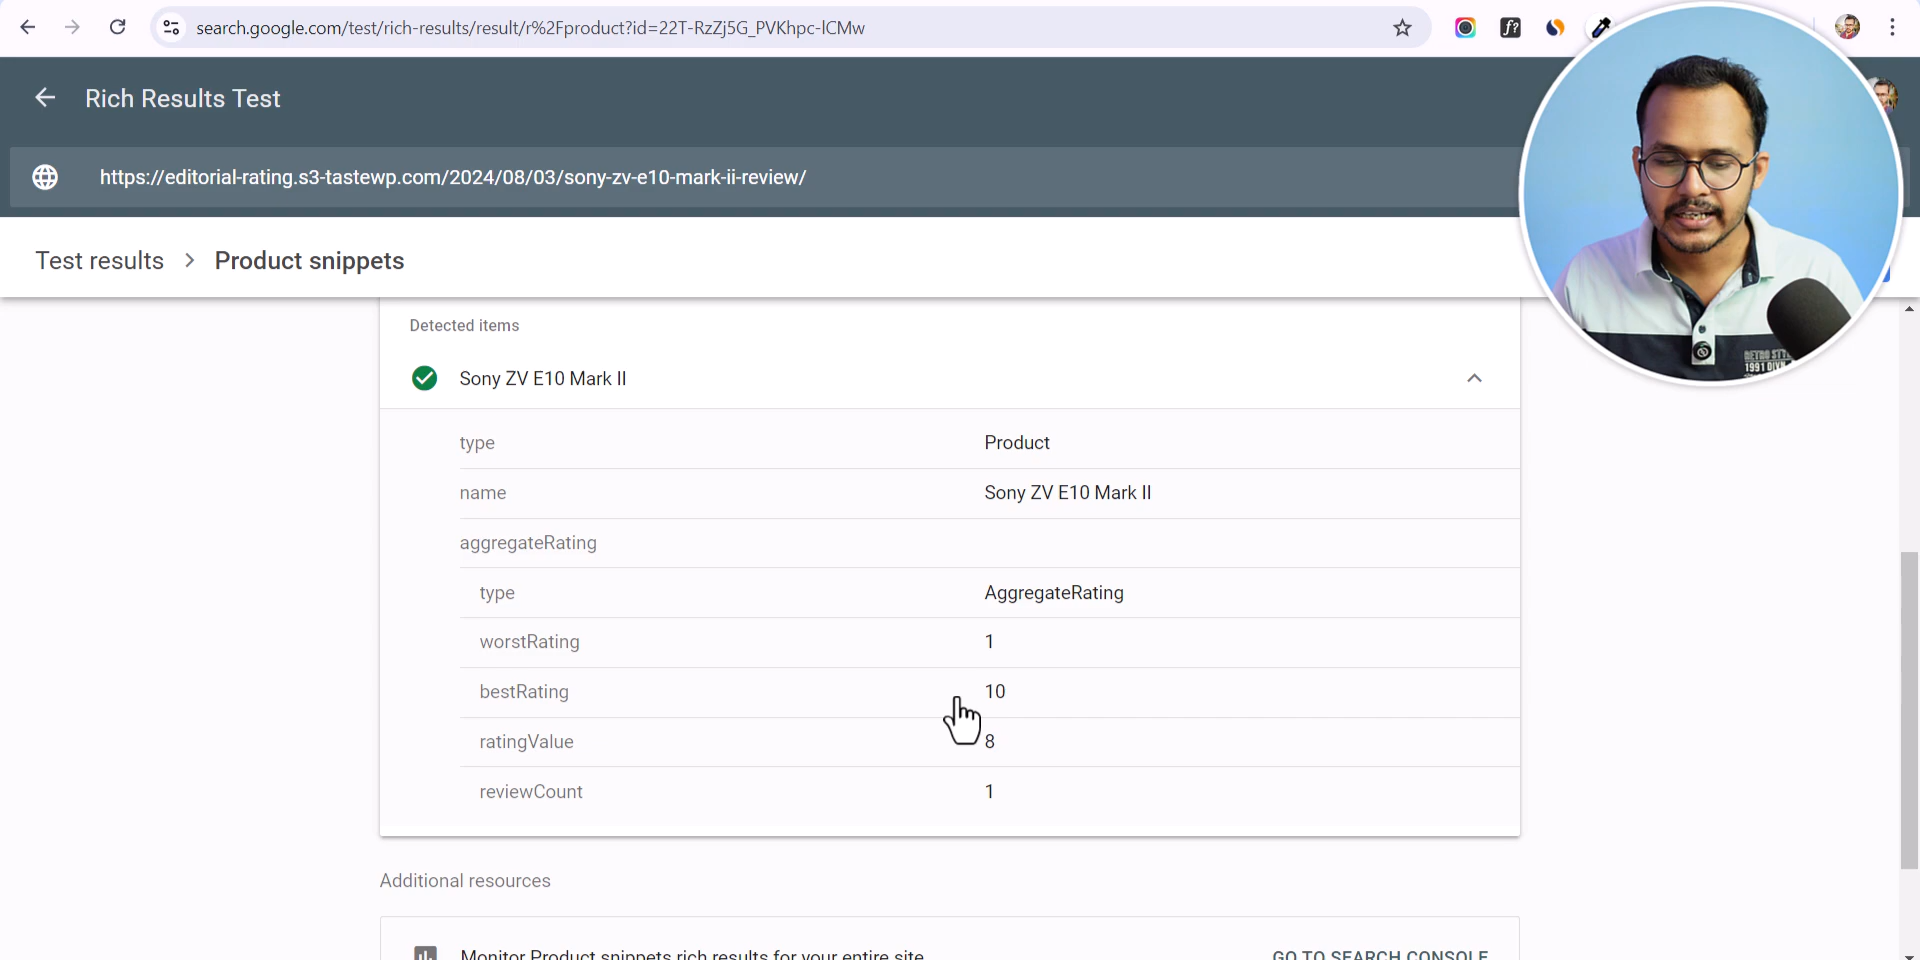 search.google.com/test/rich-results/result/r%2Fproduct?id=22T-RzZj5G_PVKhpc-lCMw
f?
Rich Results Test
https://editorial-rating.s3-tastewp.com/2024/08/03/sony-zv-e10-mark-ii-review/
Test results > Product snippets
Detected items
Sony ZV E10 Mark II
type Product
name Sony ZV E10 Mark II
aggregateRating
type AggregateRating
worstRating 1
bestRating 10
ratingValue 8
reviewCount 1
Additional resources
Monitor Product snippets rich results for your entire site
GO TO SEARCH CONSOLE
RETRO
1991